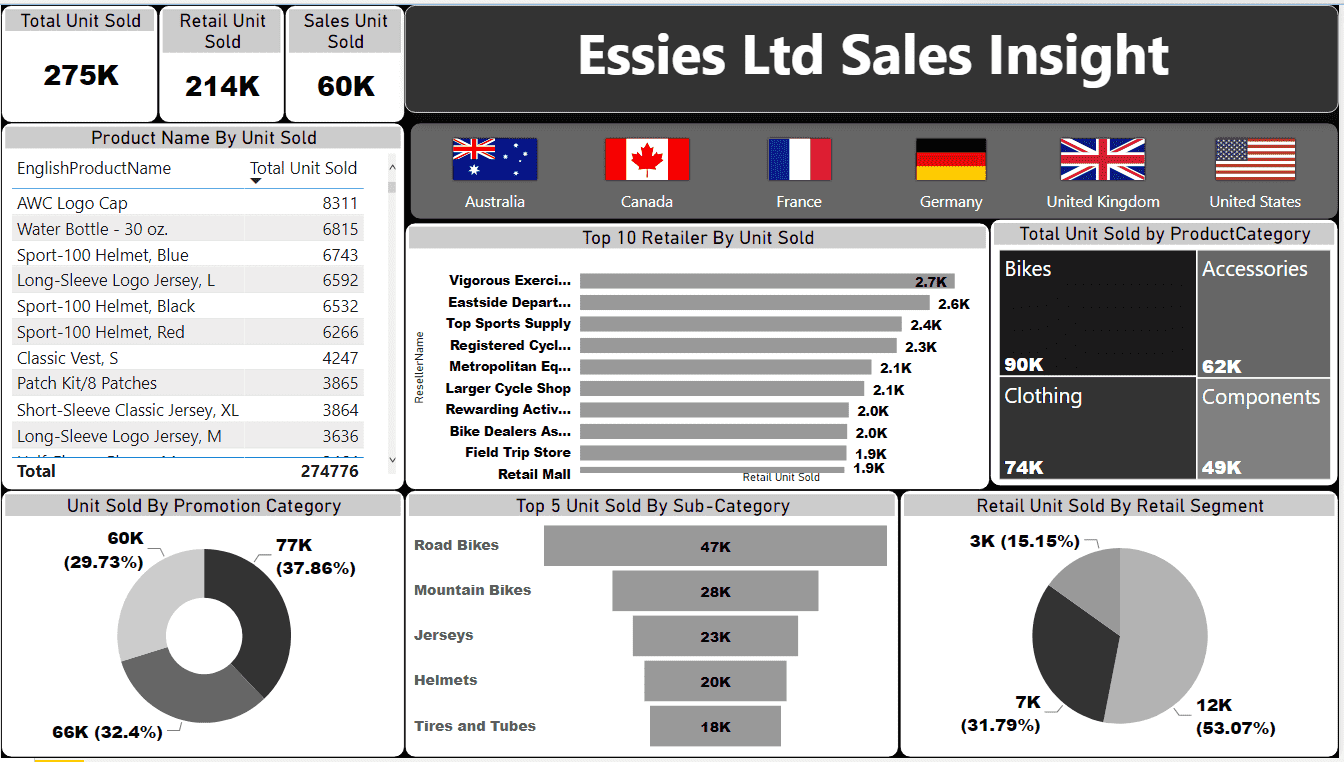 Total Unit Sold
275K
Retail Unit
Sold
214K
Sales Unit
Sold
60K
Essies Ltd Sales Insight
Australia
Canada
France
Germany
United Kingdom
United States
Product Name By Unit Sold
EnglishProductName Total Unit Sold
AWC Logo Cap 8311
Water Bottle - 30 oz. 6815
Sport-100 Helmet, Blue 6743
Long-Sleeve Logo Jersey, L 6592
Sport-100 Helmet, Black 6532
Sport-100 Helmet, Red 6266
Classic Vest, S 4247
Patch Kit/8 Patches 3865
Short-Sleeve Classic Jersey, XL 3864
Long-Sleeve Logo Jersey, M 3636
Total 274776
Top 10 Retailer By Unit Sold
ResellerName
Vigorous Exerci... 2.7K
Eastside Depart... 2.6K
Top Sports Supply 2.4K
Registered Cycl... 2.3K
Metropolitan Eq... 2.1K
Larger Cycle Shop 2.1K
Rewarding Activ... 2.0K
Bike Dealers As... 2.0K
Field Trip Store 1.9K
Retail Mall 1.9K
Retail Unit Sold
Total Unit Sold by ProductCategory
Bikes
90K
Accessories
62K
Clothing
74K
Components
49K
Unit Sold By Promotion Category
60K
(29.73%)
77K
(37.86%)
66K (32.4%)
Top 5 Unit Sold By Sub-Category
Road Bikes 47K
Mountain Bikes 28K
Jerseys 23K
Helmets 20K
Tires and Tubes 18K
Retail Unit Sold By Retail Segment
3K (15.15%)
7K
(31.79%)
12K
(53.07%)